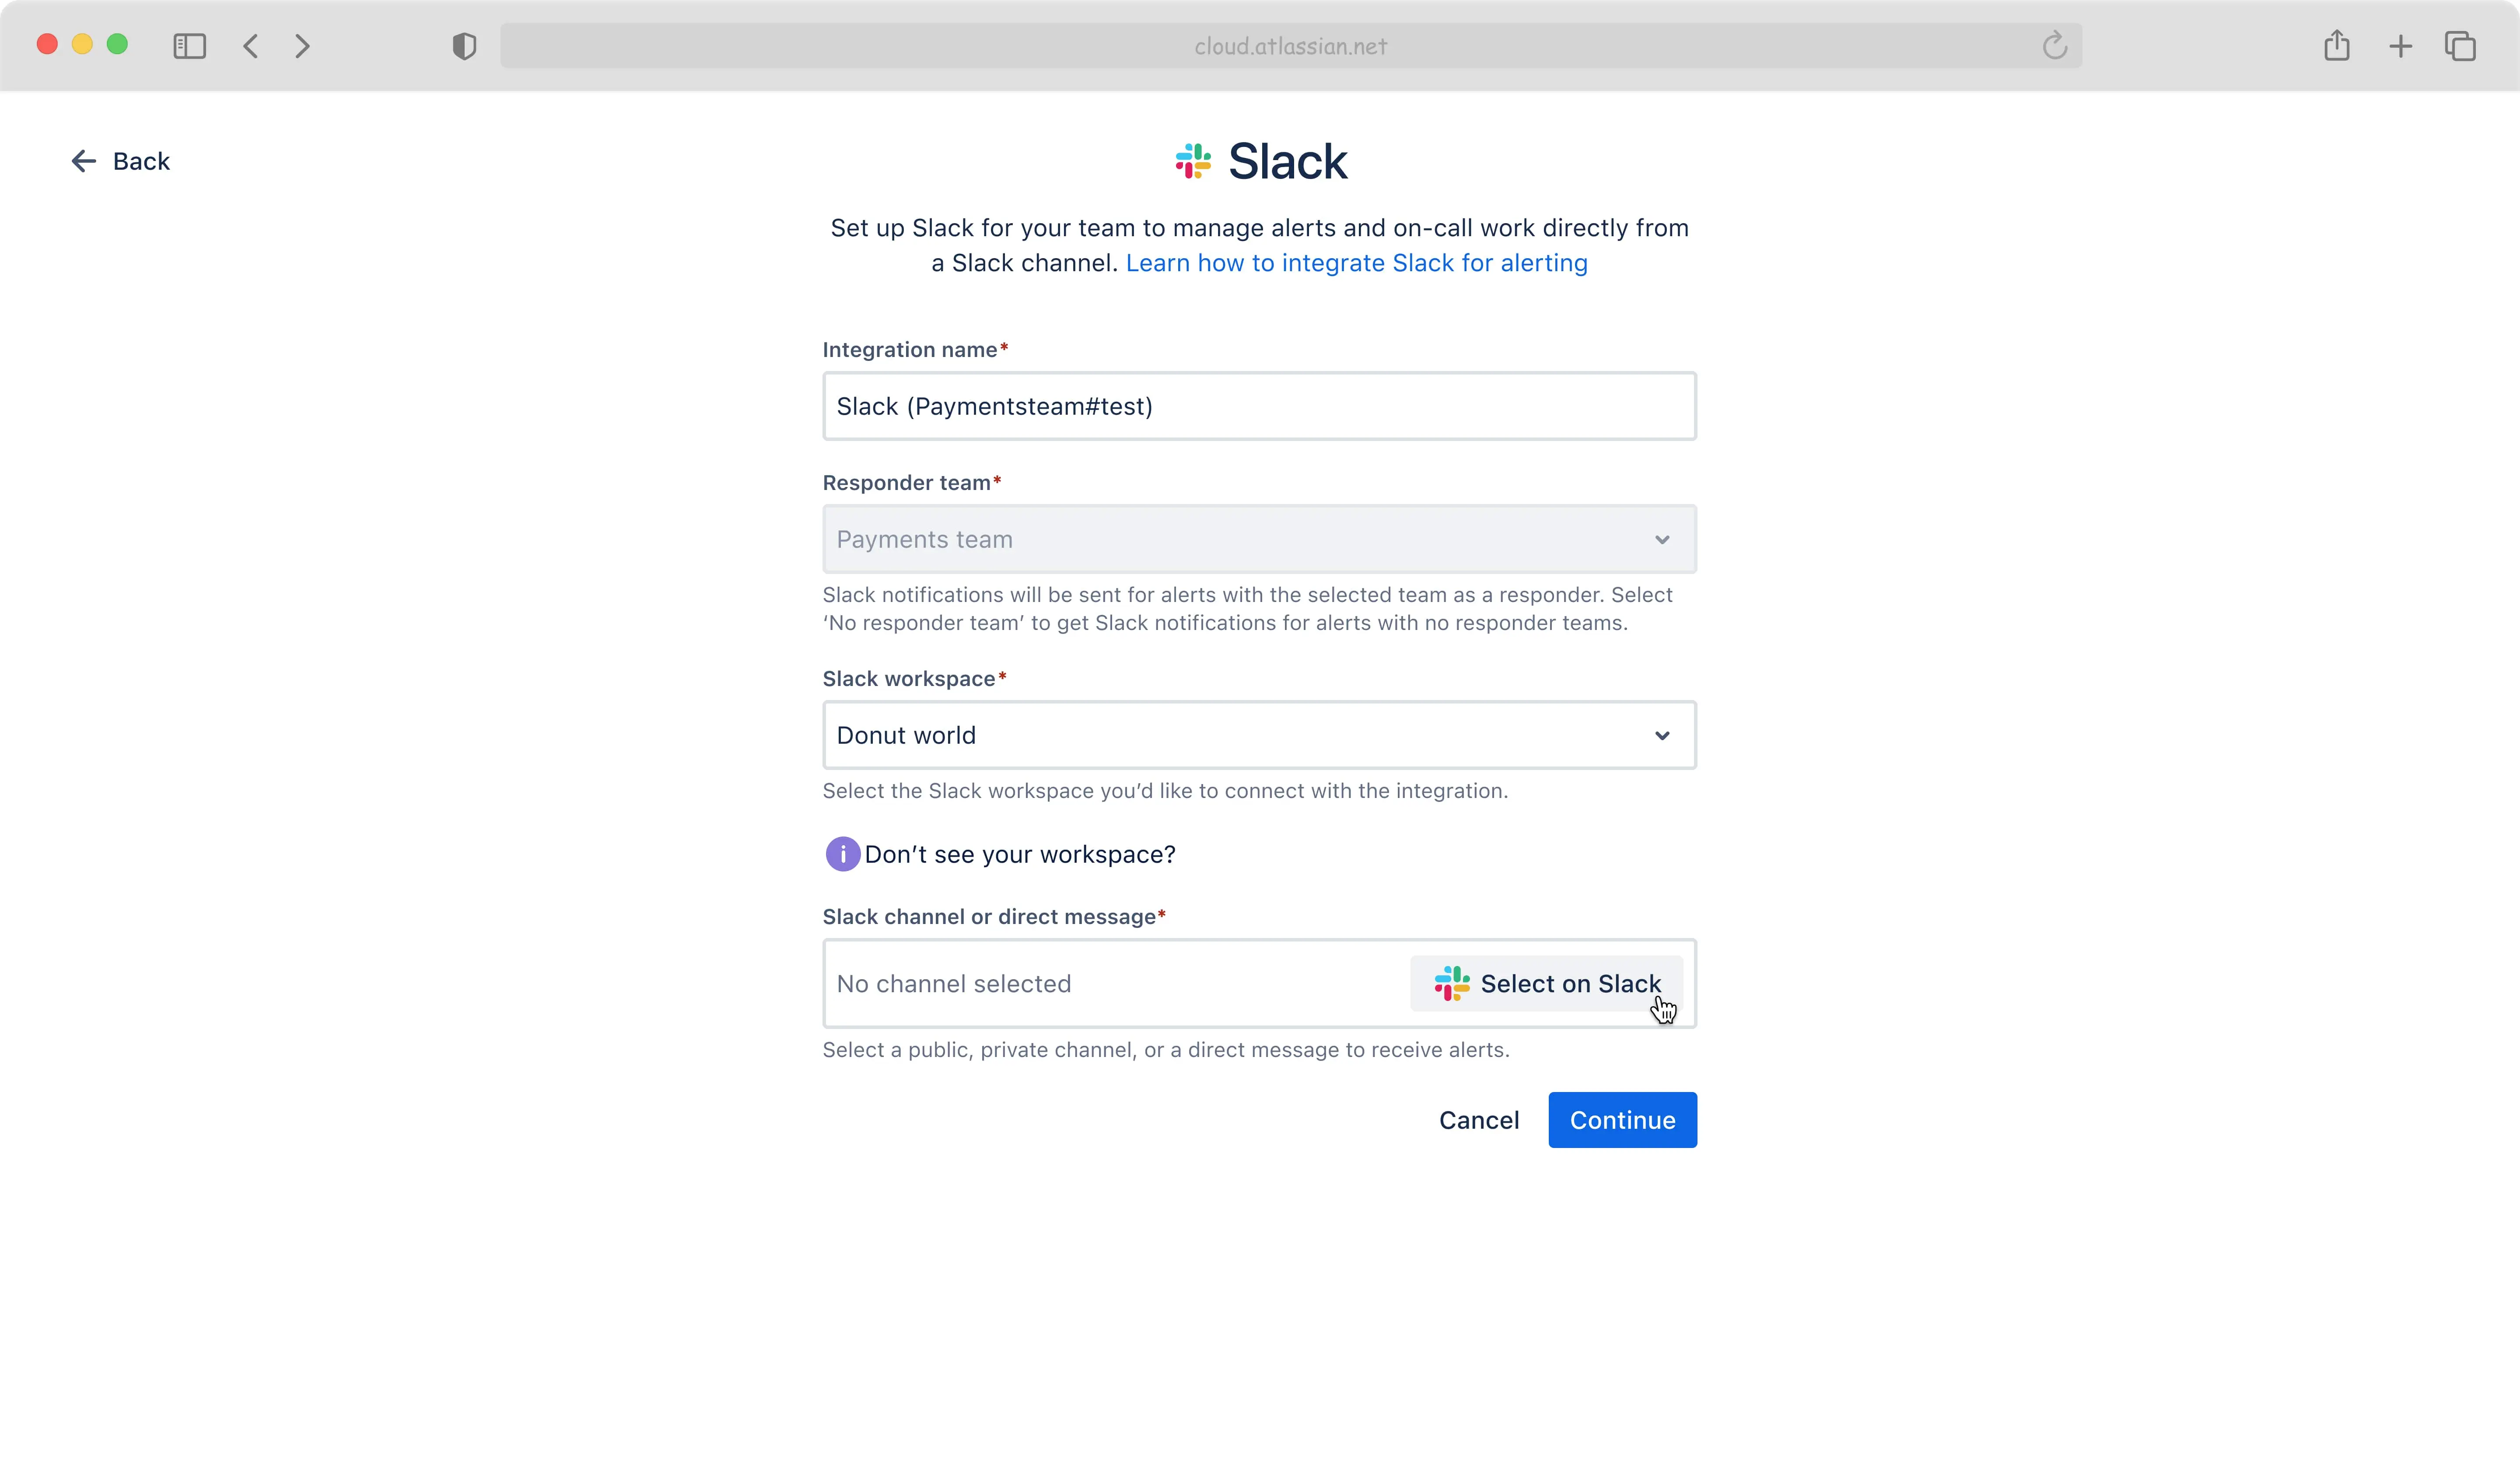 cloud.atlassian.net
Back
Slack
Set up Slack for your team to manage alerts and on-call work directly from
a Slack channel. Learn how to integrate Slack for alerting
Integration name*
Slack (Paymentsteam#test)
Responder team*
Payments team
Slack notifications will be sent for alerts with the selected team as a responder. Select
‘No responder team’ to get Slack notifications for alerts with no responder teams.
Slack workspace*
Donut world
Select the Slack workspace you’d like to connect with the integration.
i Don’t see your workspace?
Slack channel or direct message*
No channel selected
Select on Slack
Select a public, private channel, or a direct message to receive alerts.
Cancel
Continue